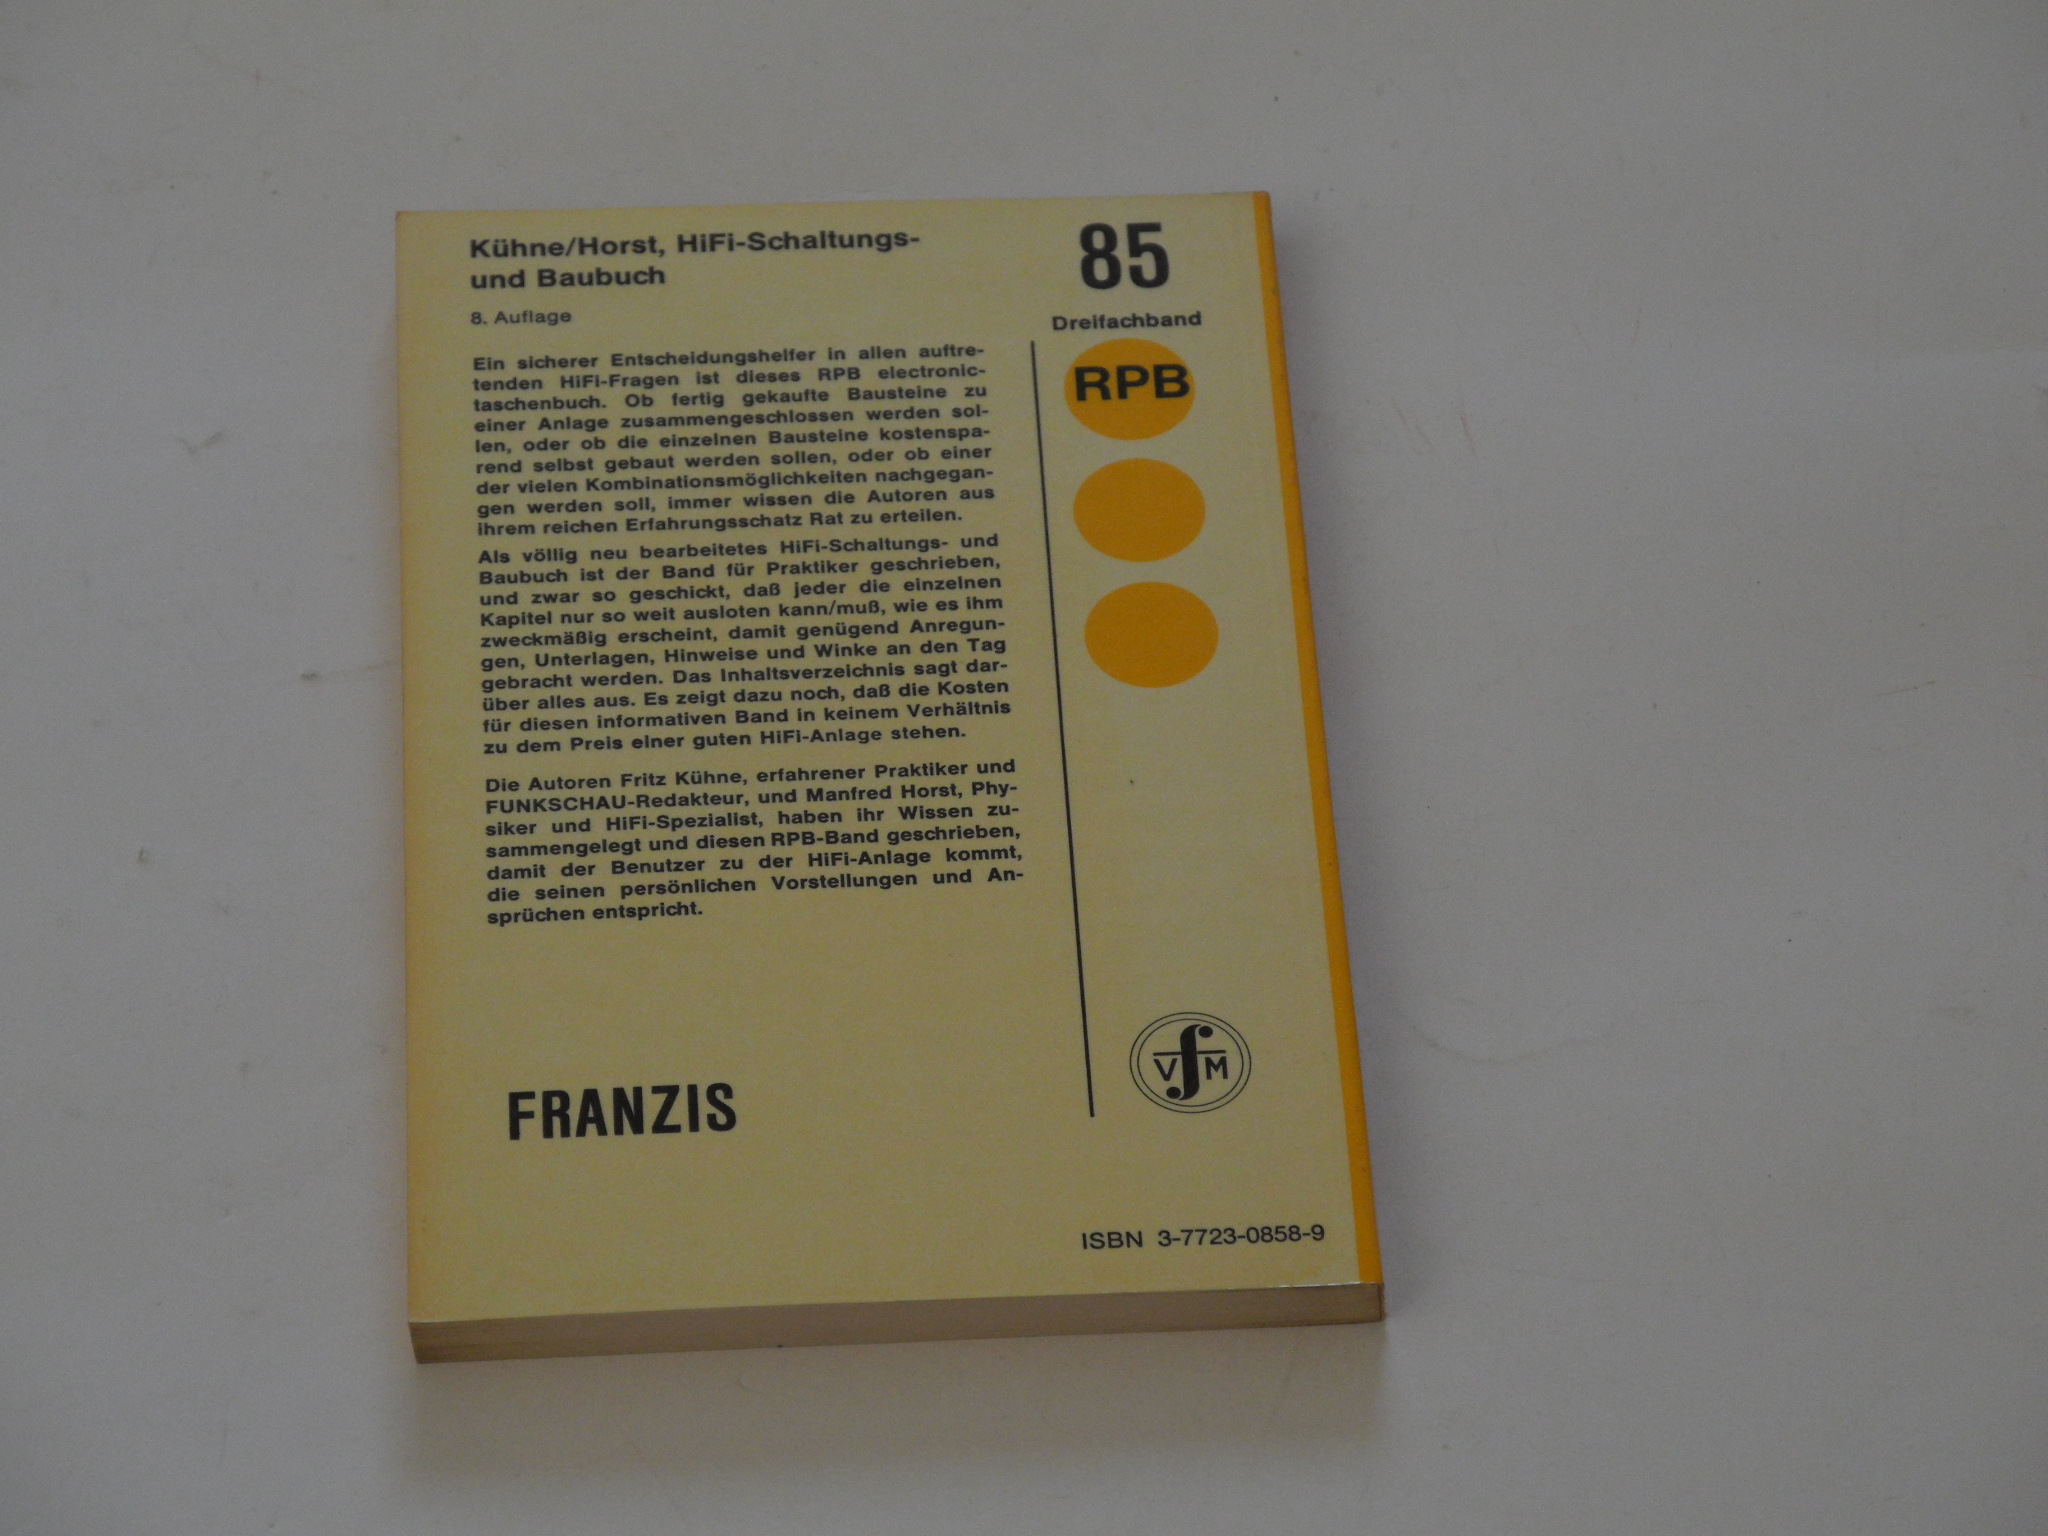 Kühne/Horst, HiFi-Schaltungs-
und Baubuch
8. Auflage
Ein sicherer Entscheidungshelfer in allen auftre-
tenden HiFi-Fragen ist dieses RPB electronic-
taschenbuch. Ob fertig gekaufte Bausteine zu
einer Anlage zusammengeschlossen werden sol-
len, oder ob die einzelnen Bausteine kostenspa-
rend selbst gebaut werden sollen, oder ob einer
der vielen Kombinationsmöglichkeiten nachgegan-
gen werden soll, immer wissen die Autoren aus
ihrem reichen Erfahrungsschatz Rat zu erteilen.
Als völlig neu bearbeitetes HiFi-Schaltungs- und
Baubuch ist der Band für Praktiker geschrieben,
und zwar so geschickt, daß jeder die einzelnen
Kapitel nur so weit ausloten kann/muß, wie es ihm
zweckmäßig erscheint, damit genügend Anregun-
gen, Unterlagen, Hinweise und Winke an den Tag
gebracht werden. Das Inhaltsverzeichnis sagt dar-
über alles aus. Es zeigt dazu noch, daß die Kosten
für diesen informativen Band in keinem Verhältnis
zu dem Preis einer guten HiFi-Anlage stehen.
Die Autoren Fritz Kühne, erfahrener Praktiker und
FUNKSCHAU-Redakteur, und Manfred Horst, Phy-
siker und HiFi-Spezialist, haben ihr Wissen zu-
sammengelegt und diesen RPB-Band geschrieben,
damit der Benutzer zu der HiFi-Anlage kommt,
die seinen persönlichen Vorstellungen und An-
sprüchen entspricht.
FRANZIS
85
Dreifachband
RPB
VfM
ISBN 3-7723-0858-9